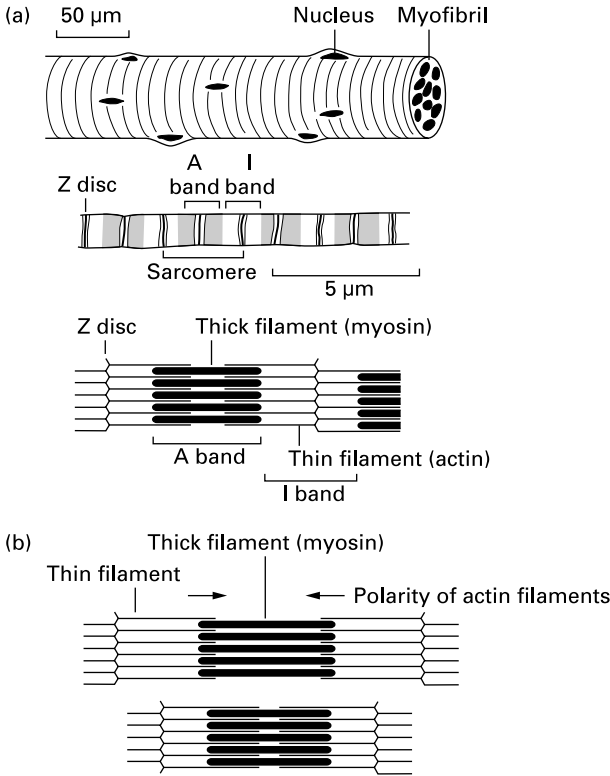 (a)
50 μm
Nucleus
Myofibril
A
band
I
band
Z disc
Sarcomere
5 μm
Z disc
Thick filament (myosin)
A band
Thin filament (actin)
I band
(b)
Thick filament (myosin)
Thin filament
Polarity of actin filaments